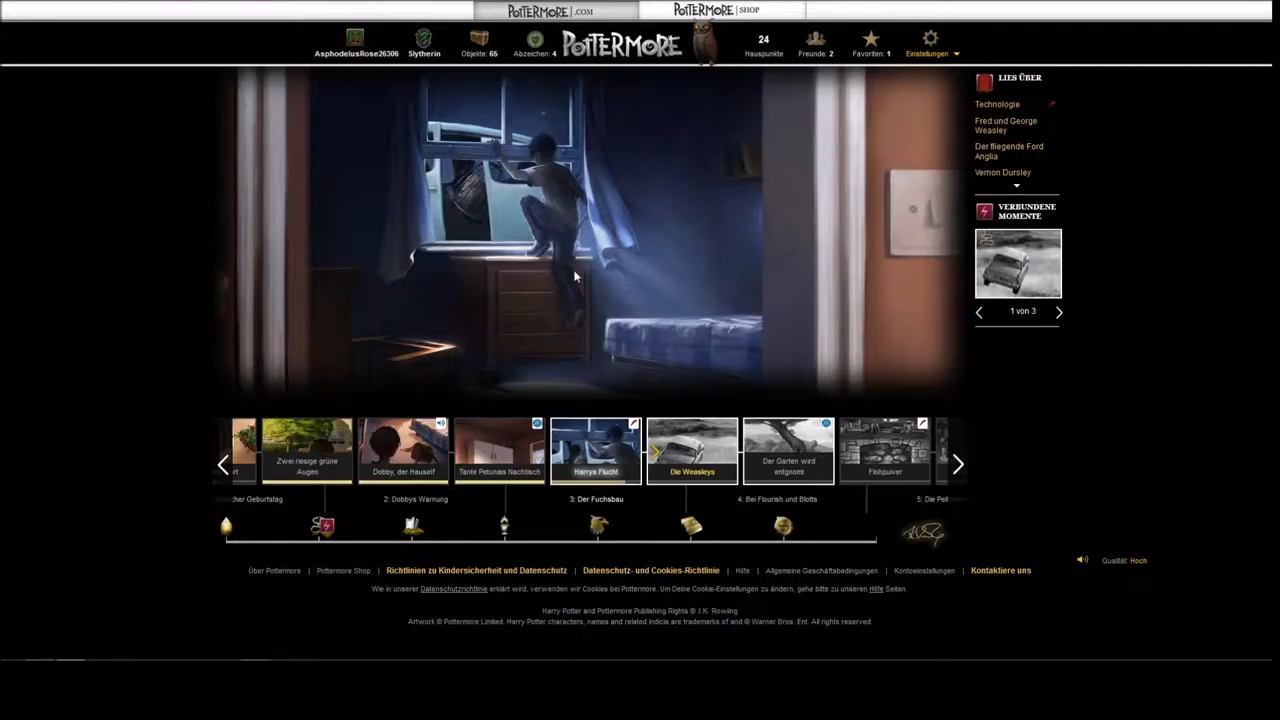 POTTERMORE | .COM
POTTERMORE | SHOP
AsphodelusRose26306
Slytherin
Objekte: 65
Abzeichen: 4
POTTERMORE
24
Hauspunkte
Freunde: 2
Favoriten: 1
Einstellungen
LIES ÜBER
Technologie
Fred und George
Weasley
Der fliegende Ford
Anglia
Vernon Dursley
VERBUNDENE
MOMENTE
1 von 3
Zwei riesige grüne
Augen
Dobby, der Hauself
Tante Petunias Nachtisch
Harrys Flucht
Die Weasleys
Der Garten wird
entgnomt
Flohpulver
Geburtstag
2: Dobbys Warnung
3: Der Fuchsbau
4: Bei Flourish und Blotts
5: Die Peit
Über Pottermore | Pottermore Shop | Richtlinien zu Kindersicherheit und Datenschutz | Datenschutz- und Cookies-Richtlinie | Hilfe | Allgemeine Geschäftsbedingungen | Kontoeinstellungen | Kontaktiere uns
Qualität: Hoch
Wie in unserer Datenschutzrichtlinie erklärt wird, verwenden wir Cookies bei Pottermore. Um Deine Cookie-Einstellungen zu ändern, gehe bitte zu unseren Hilfe Seiten.
Harry Potter and Pottermore Publishing Rights © J.K. Rowling
Artwork © Pottermore Limited. Harry Potter characters, names and related indicia are trademarks of and © Warner Bros. Ent. All rights reserved.